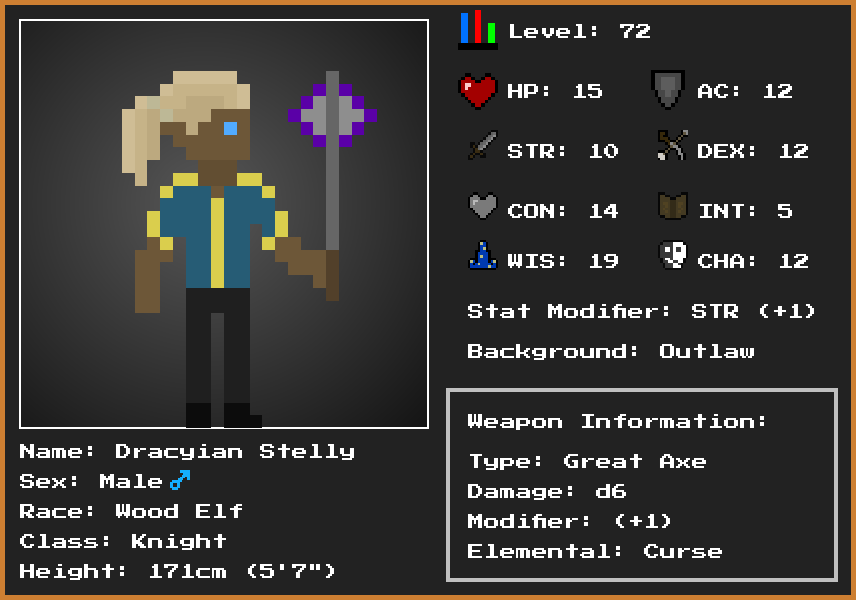 Level: 72
HP: 15
AC: 12
STR: 10
DEX: 12
CON: 14
INT: 5
WIS: 19
CHA: 12
Stat Modifier: STR (+1)
Background: Outlaw
Weapon Information:
Type: Great Axe
Damage: d6
Modifier: (+1)
Elemental: Curse
Name: Dracyian Stelly
Sex: Male♂
Race: Wood Elf
Class: Knight
Height: 171cm (5'7")